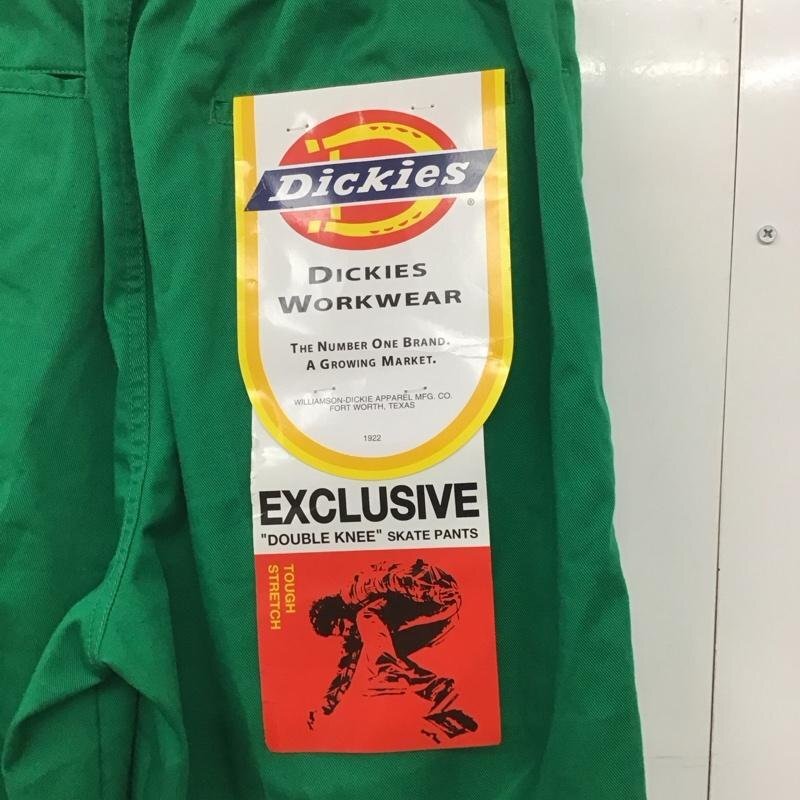 Dickies
®
DICKIES
WORKWEAR
THE NUMBER ONE BRAND.
A GROWING MARKET.
WILLIAMSON-DICKIE APPAREL MFG. CO.
FORT WORTH, TEXAS
1922
EXCLUSIVE
"DOUBLE KNEE" SKATE PANTS
TOUGH
STRETCH